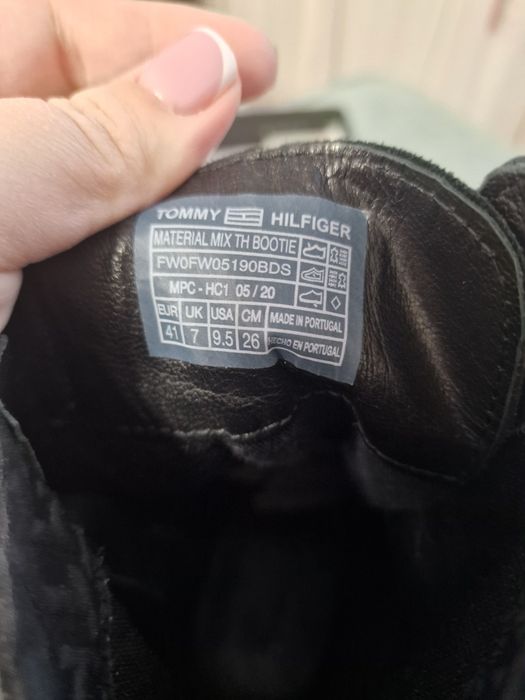 TOMMY HILFIGER
MATERIAL MIX TH BOOTIE
FW0FW05190BDS
MPC - HC1 05 / 20
EUR UK USA CM
41 7 9.5 26
MADE IN PORTUGAL
HECHO EN PORTUGAL